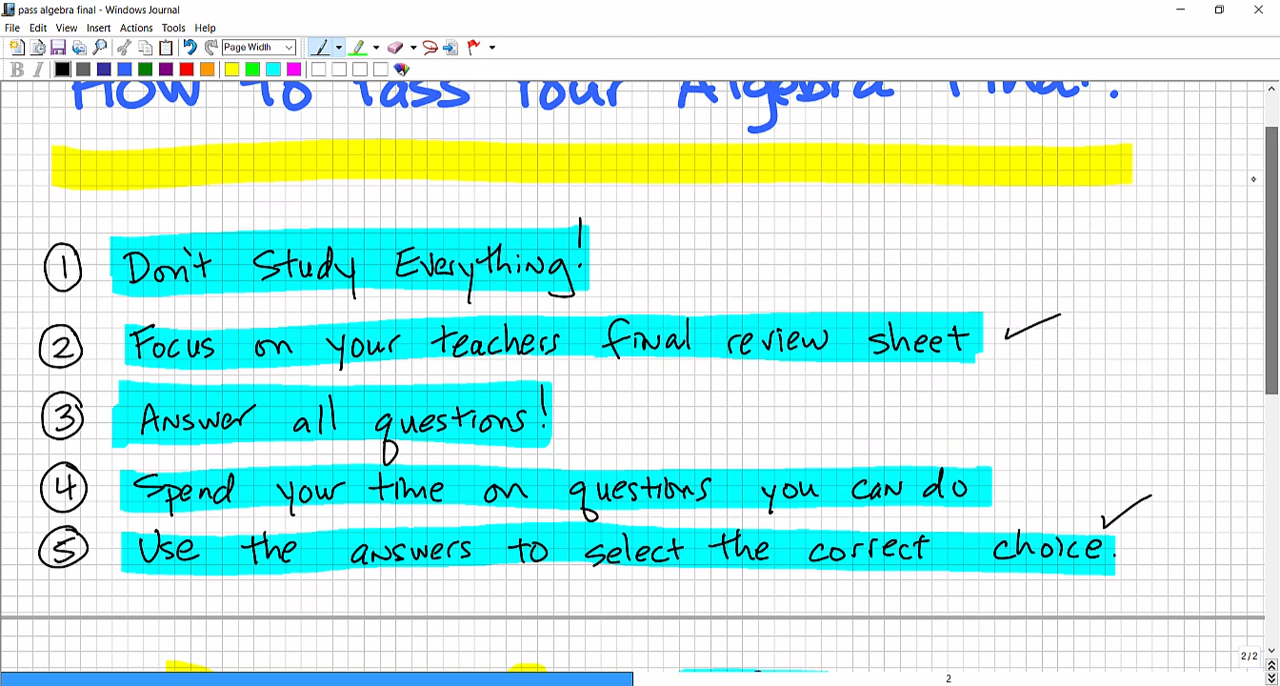 pass algebra final - Windows Journal
File Edit View Insert Actions Tools Help
Page Width
B I
How to Pass Your Algebra Final!
1 Don't Study Everything!
2 Focus on your teachers final review sheet
3 Answer all questions!
4 Spend your time on questions you can do
5 Use the answers to select the correct choice.
2/2
2